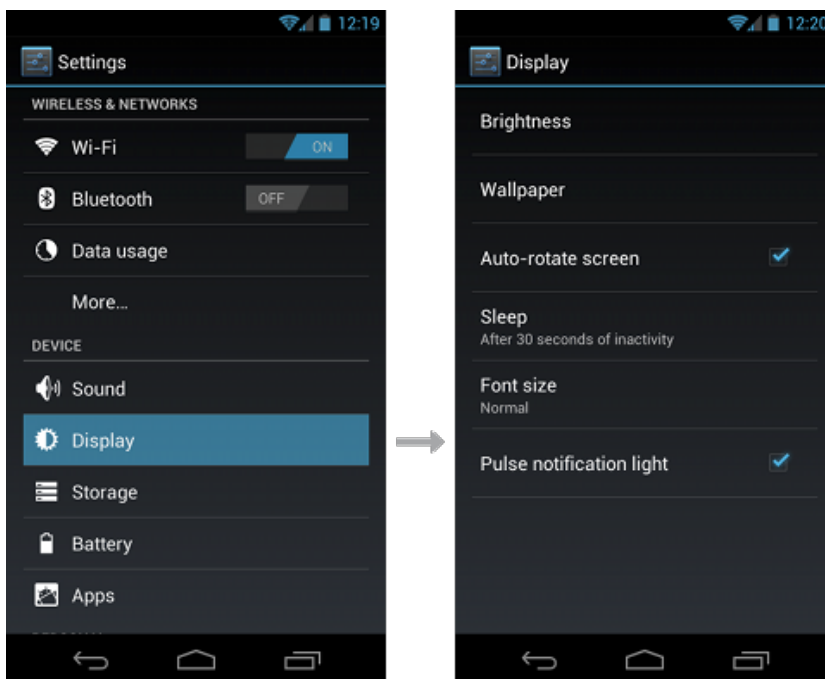 12:19
Settings
WIRELESS & NETWORKS
Wi-Fi
ON
Bluetooth
OFF
Data usage
More...
DEVICE
Sound
Display
Storage
Battery
Apps
12:20
Display
Brightness
Wallpaper
Auto-rotate screen
Sleep
After 30 seconds of inactivity
Font size
Normal
Pulse notification light